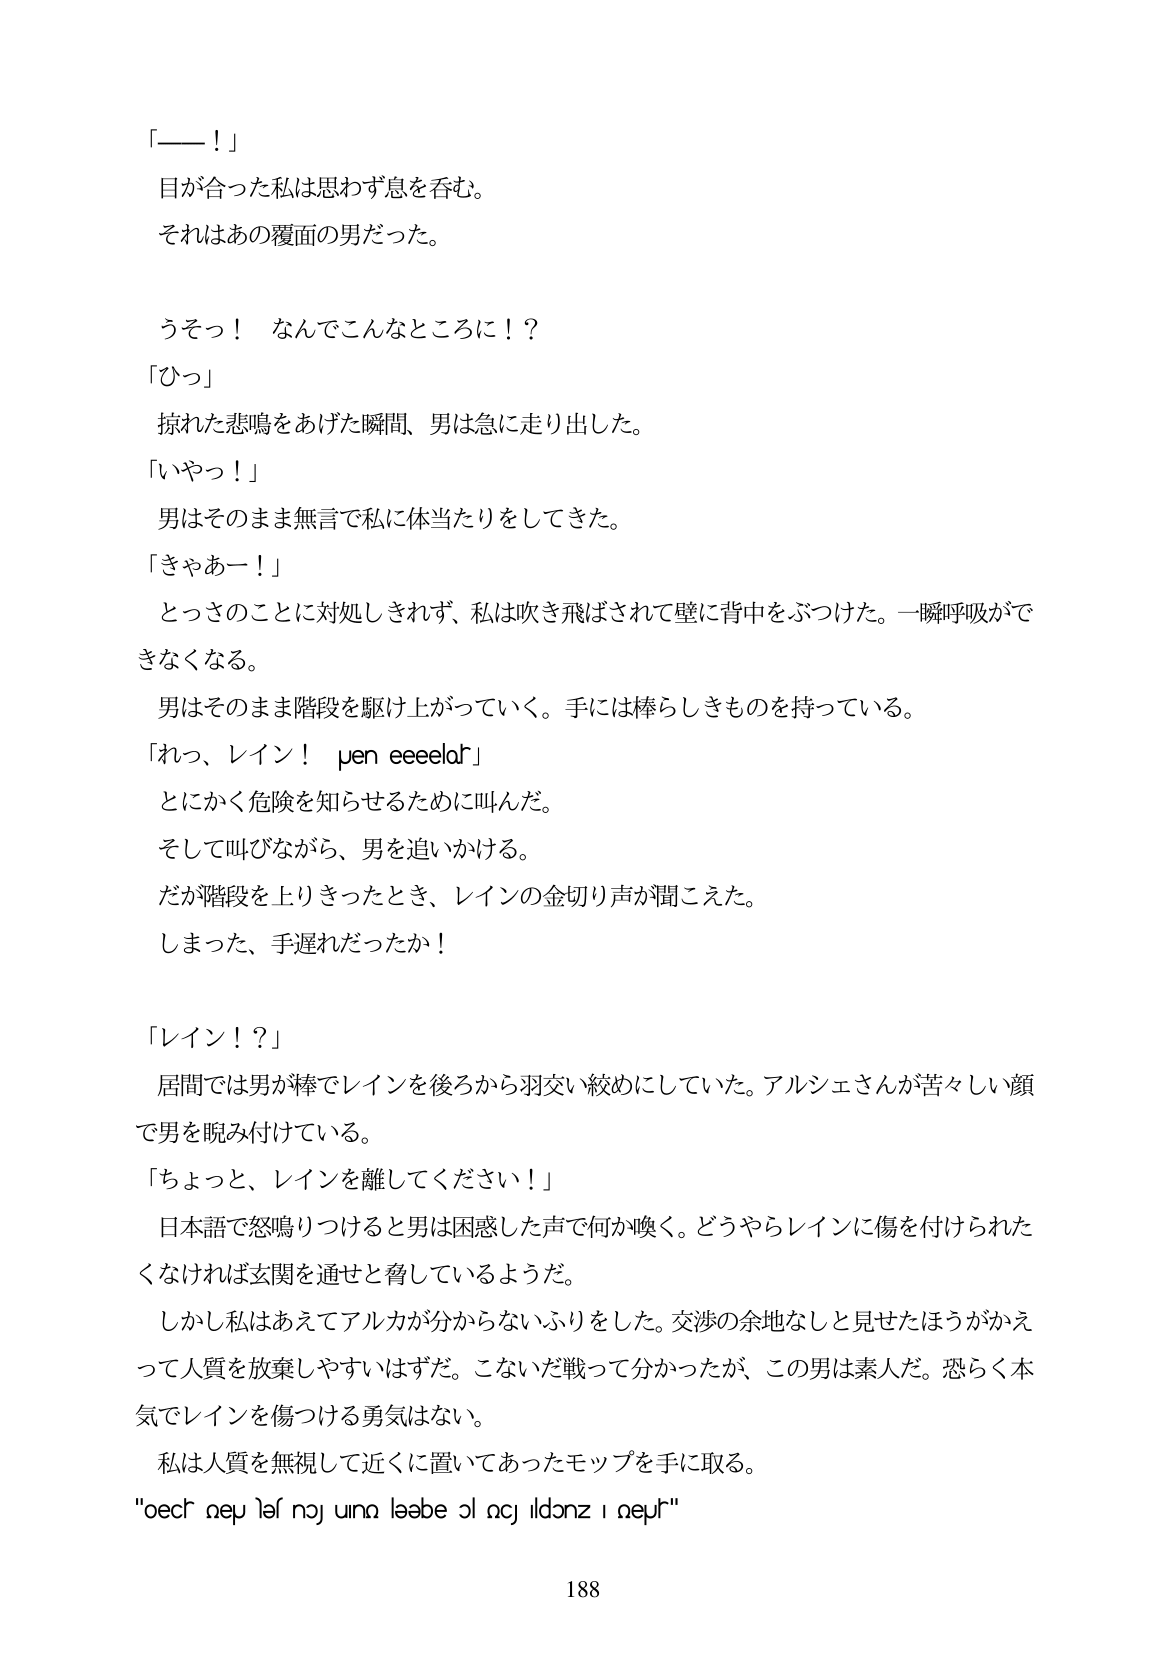 「――！」
目が合った私は思わず息を呑む。
それはあの覆面の男だった。
うそっ！　なんでこんなところに！？
「ひっ」
掠れた悲鳴をあげた瞬間、男は急に走り出した。
「いやっ！」
男はそのまま無言で私に体当たりをしてきた。
「きゃあー！」
とっさのことに対処しきれず、私は吹き飛ばされて壁に背中をぶつけた。一瞬呼吸がで
きなくなる。
男はそのまま階段を駆け上がっていく。手には棒らしきものを持っている。
「れっ、レイン！　」
とにかく危険を知らせるために叫んだ。
そして叫びながら、男を追いかける。
だが階段を上りきったとき、レインの金切り声が聞こえた。
しまった、手遅れだったか！
「レイン！？」
居間では男が棒でレインを後ろから羽交い絞めにしていた。アルシェさんが苦々しい顔
で男を睨み付けている。
「ちょっと、レインを離してください！」
日本語で怒鳴りつけると男は困惑した声で何か喚く。どうやらレインに傷を付けられた
くなければ玄関を通せと脅しているようだ。
しかし私はあえてアルカが分からないふりをした。交渉の余地なしと見せたほうがかえ
って人質を放棄しやすいはずだ。こないだ戦って分かったが、この男は素人だ。恐らく本
気でレインを傷つける勇気はない。
私は人質を無視して近くに置いてあったモップを手に取る。
188